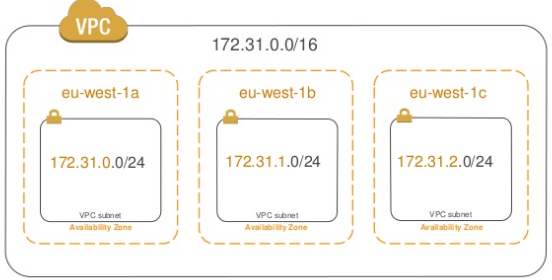 VPC
172.31.0.0/16
eu-west-1a
eu-west-1b
eu-west-1c
172.31.0.0/24
172.31.1.0/24
172.31.2.0/24
VPC subnet
VPC subnet
VPC subnet
Availability Zone
Availability Zone
Availability Zone